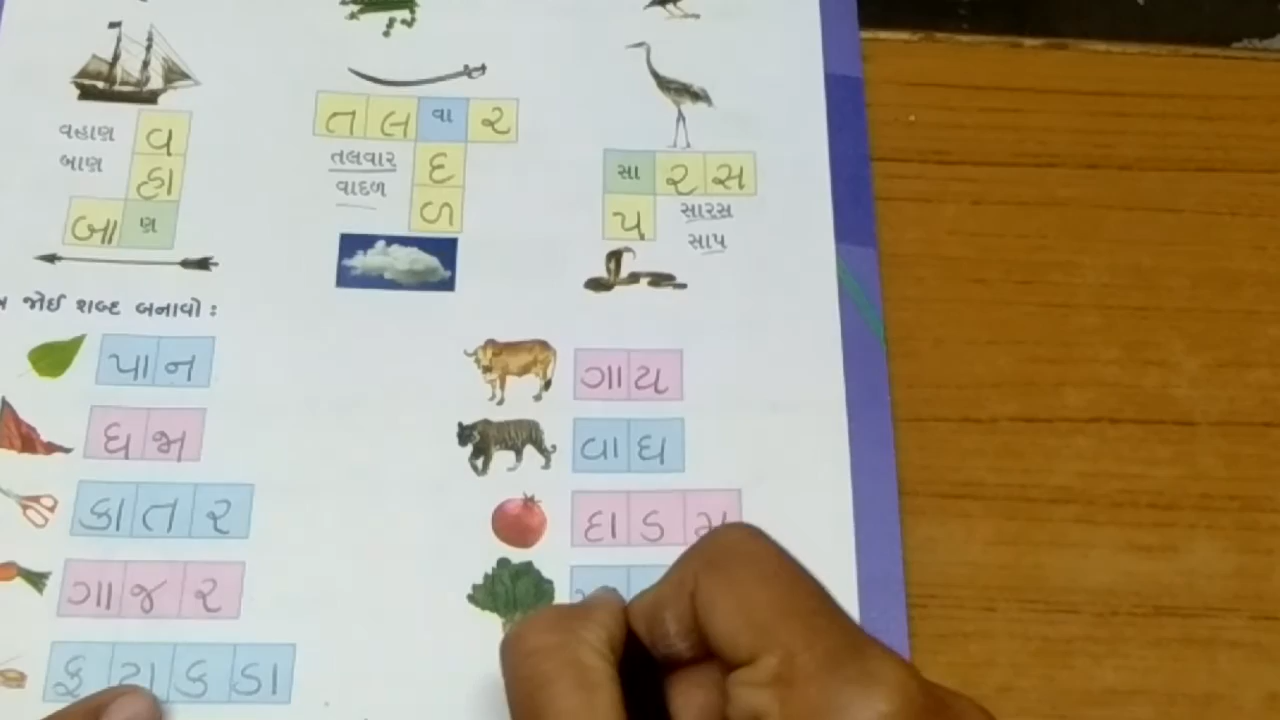 વહાણ
બાણ
વ
હા
બા ણ
ત લ વા ર
તલવાર
વાદળ
દ
ળ
સા ર સ
પ
સારસ
સાપ
જોઈ શબ્દ બનાવો :
પા ન
ધ જા
કા ત ર
ગા જ ર
ફ ટા ક ડા
ગા ય
વા ઘ
દા ડ મ